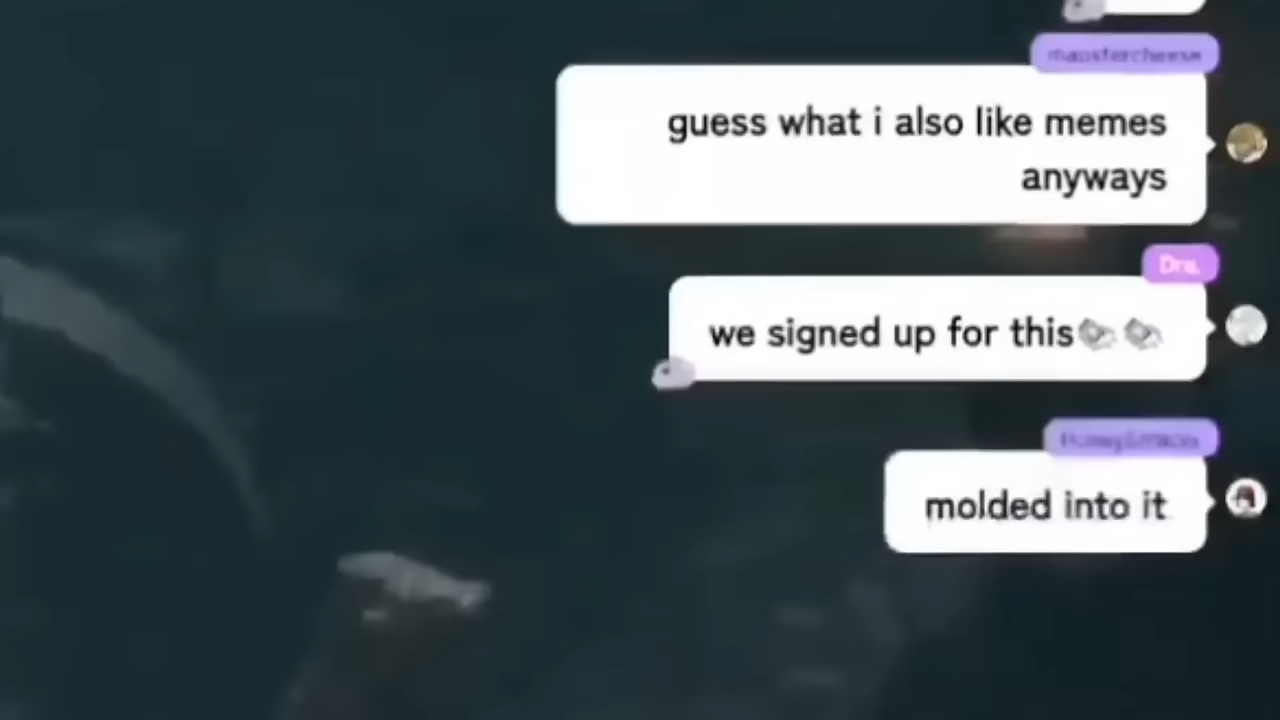 guess what i also like memes
anyways
Dra.
we signed up for this
molded into it